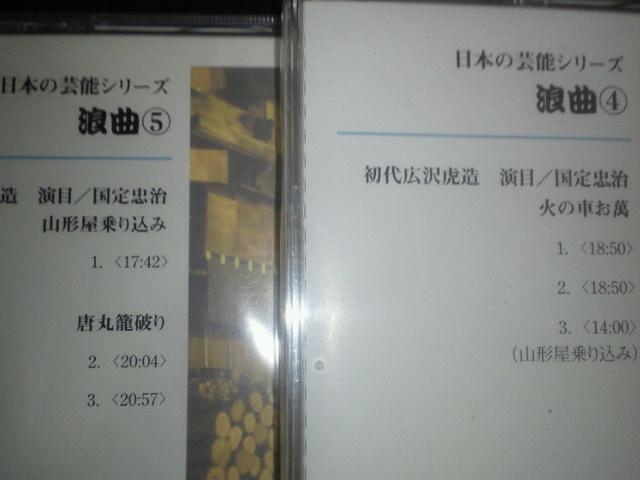 日本の芸能シリーズ
浪曲⑤
造 演目／国定忠治
山形屋乗り込み
1. 〈17:42〉
唐丸籠破り
2. 〈20:04〉
3. 〈20:57〉
日本の芸能シリーズ
浪曲④
初代広沢虎造 演目／国定忠治
火の車お萬
1. 〈18:50〉
2. 〈18:50〉
3. 〈14:00〉
(山形屋乗り込み)